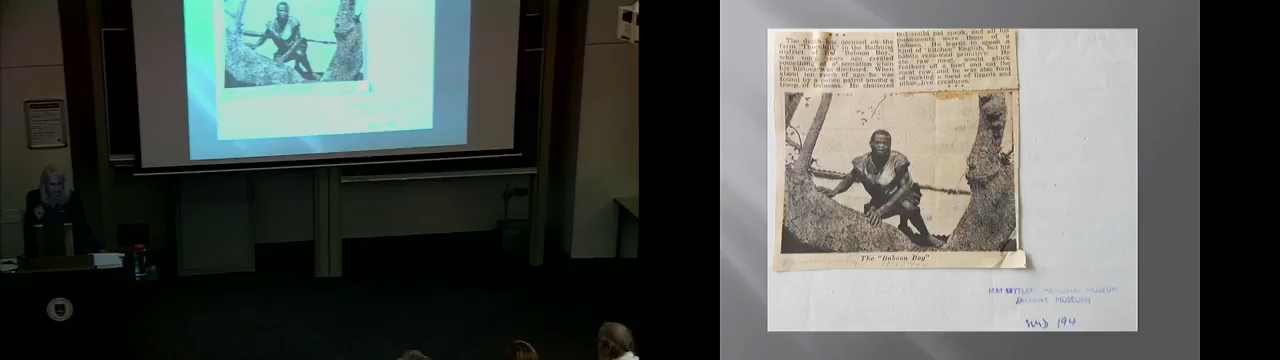 The death has occured on the
farm "Thornhill," in the Bathurst
district, of the "Baboon Boy,"
who some years ago created
something of a sensation when
his history was disclosed. When
about ten years of age he was
found by a police patrol among a
troop of baboons. He chattered
but could not speak, and all his
movements were those of a
baboon. He learnt to speak a
kind of "kitchen" English, but his
habits remained primitive. He
ate raw meat, would pluck
feathers off a fowl and eat the
meat raw, and he was also fond
of making a meal of lizards and
other live creatures.
The "Baboon Boy"
SETTLERS MEMORIAL MUSEUM
(ALBANY MUSEUM)
SMD 194